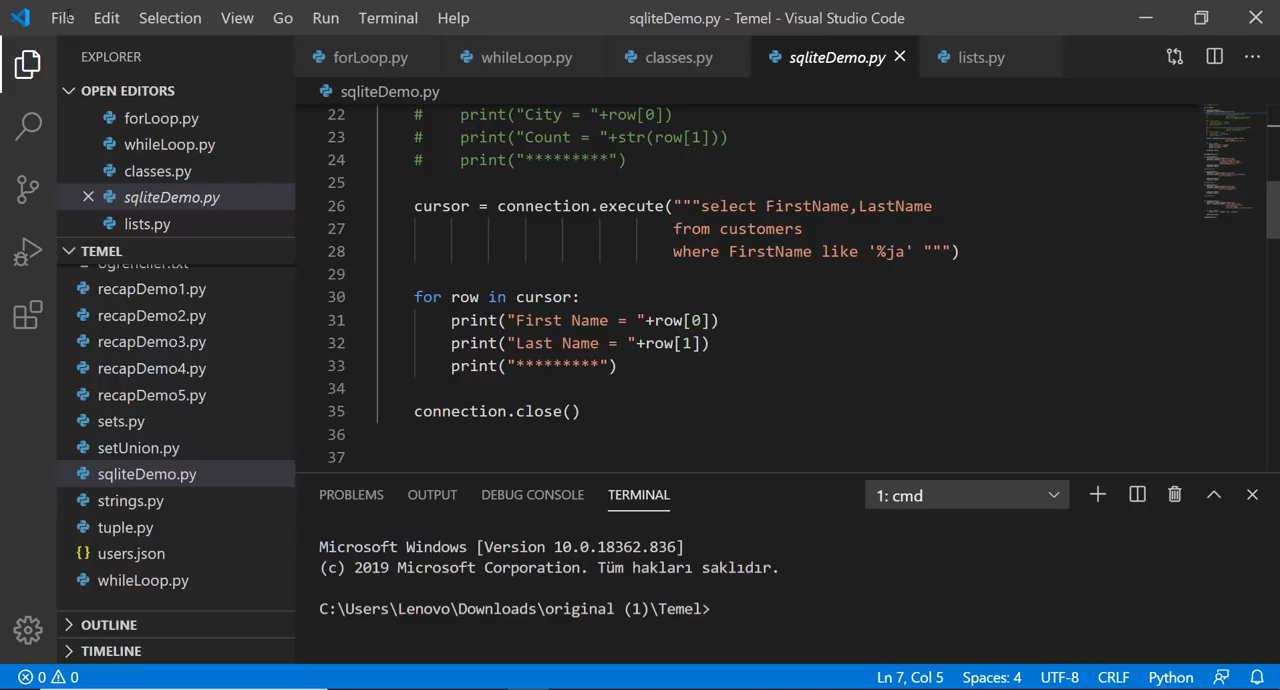 File Edit Selection View Go Run Terminal Help
sqliteDemo.py - Temel - Visual Studio Code
EXPLORER
OPEN EDITORS
forLoop.py
whileLoop.py
classes.py
sqliteDemo.py
lists.py
TEMEL
ogrenciler.txt
recapDemo1.py
recapDemo2.py
recapDemo3.py
recapDemo4.py
recapDemo5.py
sets.py
setUnion.py
sqliteDemo.py
strings.py
tuple.py
{} users.json
whileLoop.py
OUTLINE
TIMELINE
forLoop.py whileLoop.py classes.py sqliteDemo.py lists.py
sqliteDemo.py
22 # print("City = "+row[0])
23 # print("Count = "+str(row[1]))
24 # print("*********")
25
26 cursor = connection.execute("""select FirstName,LastName
27 from customers
28 where FirstName like '%ja' """)
29
30 for row in cursor:
31 print("First Name = "+row[0])
32 print("Last Name = "+row[1])
33 print("*********")
34
35 connection.close()
36
37
PROBLEMS OUTPUT DEBUG CONSOLE TERMINAL 1: cmd
Microsoft Windows [Version 10.0.18362.836]
(c) 2019 Microsoft Corporation. Tüm hakları saklıdır.
C:\Users\Lenovo\Downloads\original (1)\Temel>
0 0 Ln 7, Col 5 Spaces: 4 UTF-8 CRLF Python